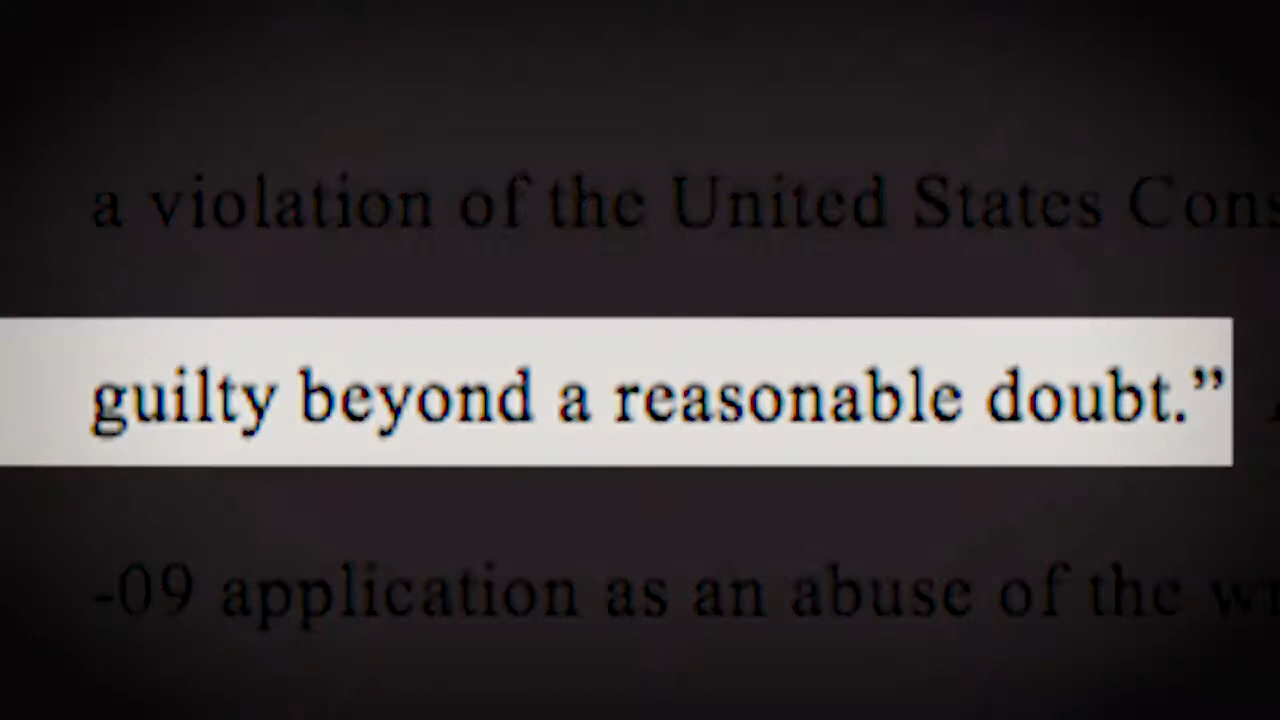 a violation of the United States Cons
guilty beyond a reasonable doubt.”
-09 application as an abuse of the